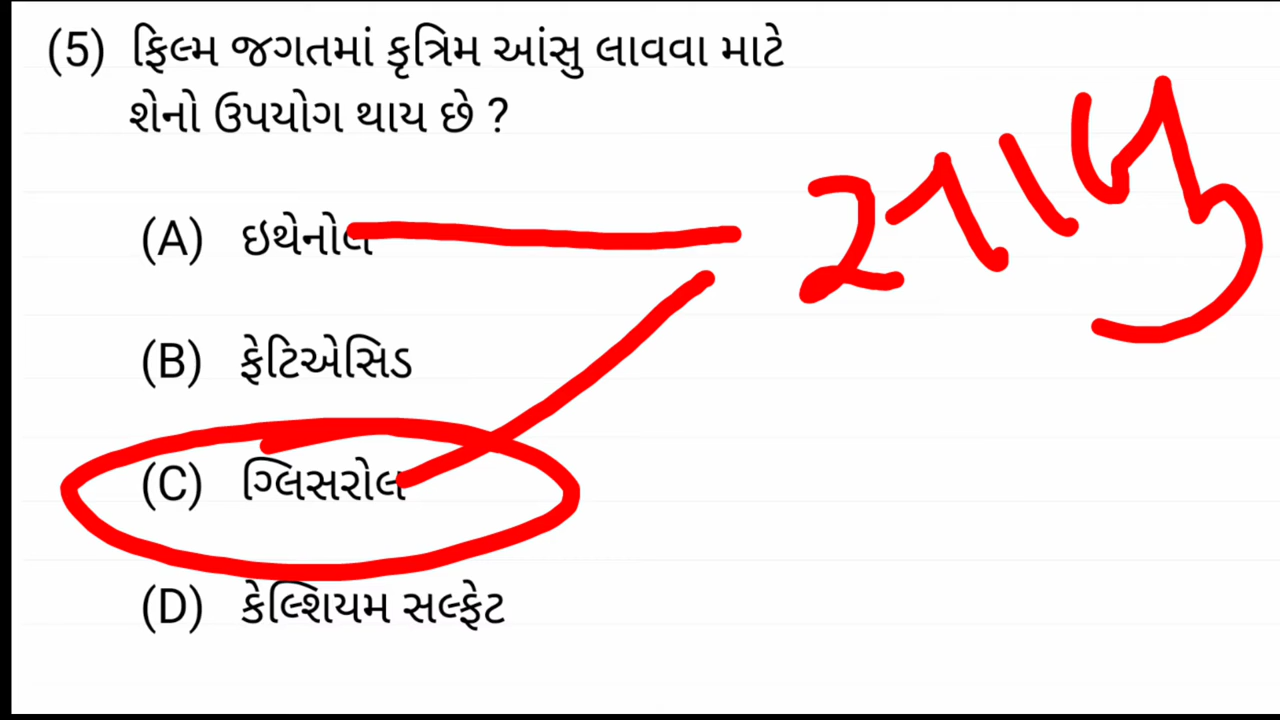 (5) ફિલ્મ જગતમાં કૃત્રિમ આંસુ લાવવા માટે
શેનો ઉપયોગ થાય છે ?
સાબુ
(A) ઇથેનોલ
(B) ફેટિએસિડ
(C) ગ્લિસરોલ
(D) કેલ્શિયમ સલ્ફેટ